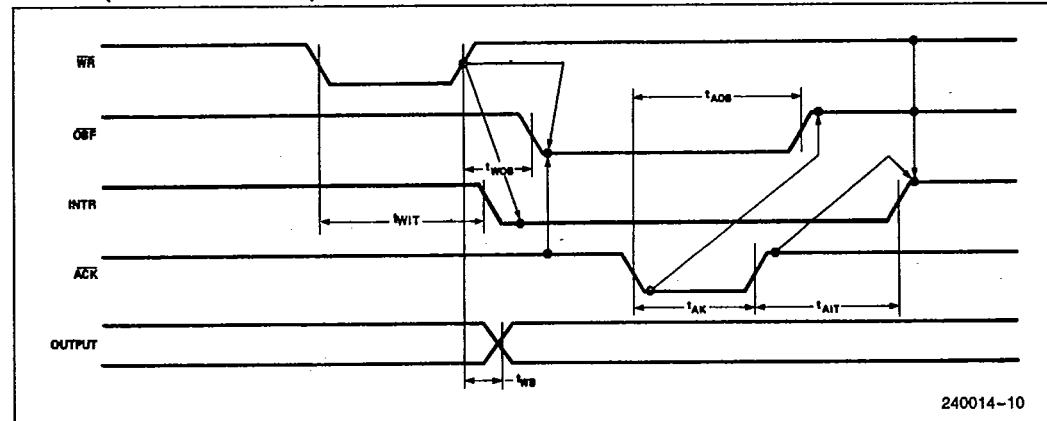 WR
OBF
INTR
ACK
OUTPUT
tAOB
tWOB
tWIT
tAK
tAIT
tWB
240014-10